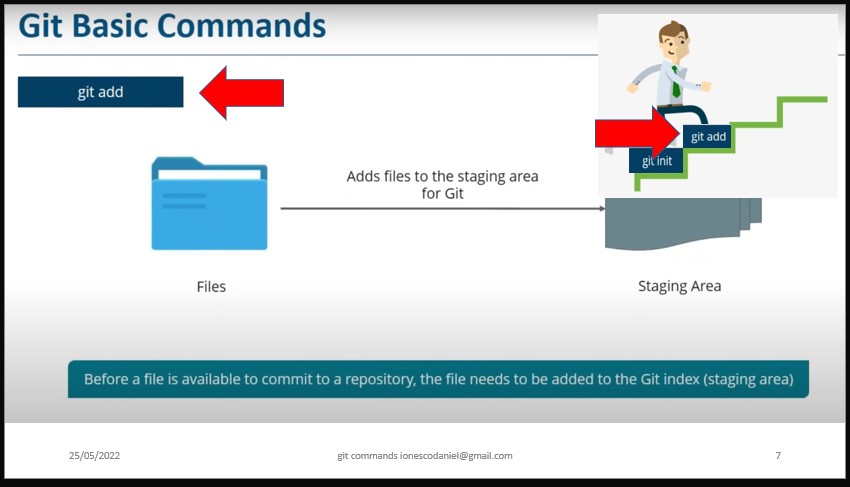 Git Basic Commands
git add
git add
git init
Adds files to the staging area
for Git
Files
Staging Area
Before a file is available to commit to a repository, the file needs to be added to the Git index (staging area)
25/05/2022
git commands ionescodaniel@gmail.com
7